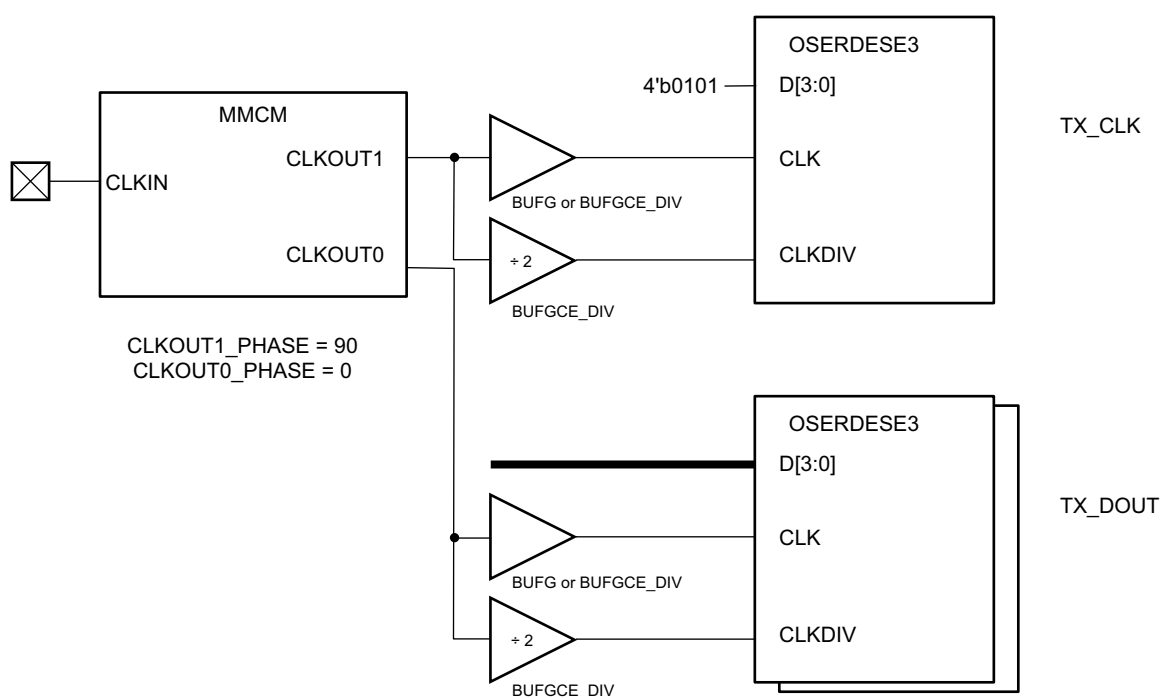 OSERDESE3
4'b0101
D[3:0]
MMCM
TX_CLK
CLKOUT1
CLK
CLKIN
BUFG or BUFGCE_DIV
CLKOUT0
÷ 2
CLKDIV
BUFGCE_DIV
CLKOUT1_PHASE = 90
CLKOUT0_PHASE = 0
OSERDESE3
D[3:0]
TX_DOUT
CLK
BUFG or BUFGCE_DIV
÷ 2
CLKDIV
BUFGCE_DIV